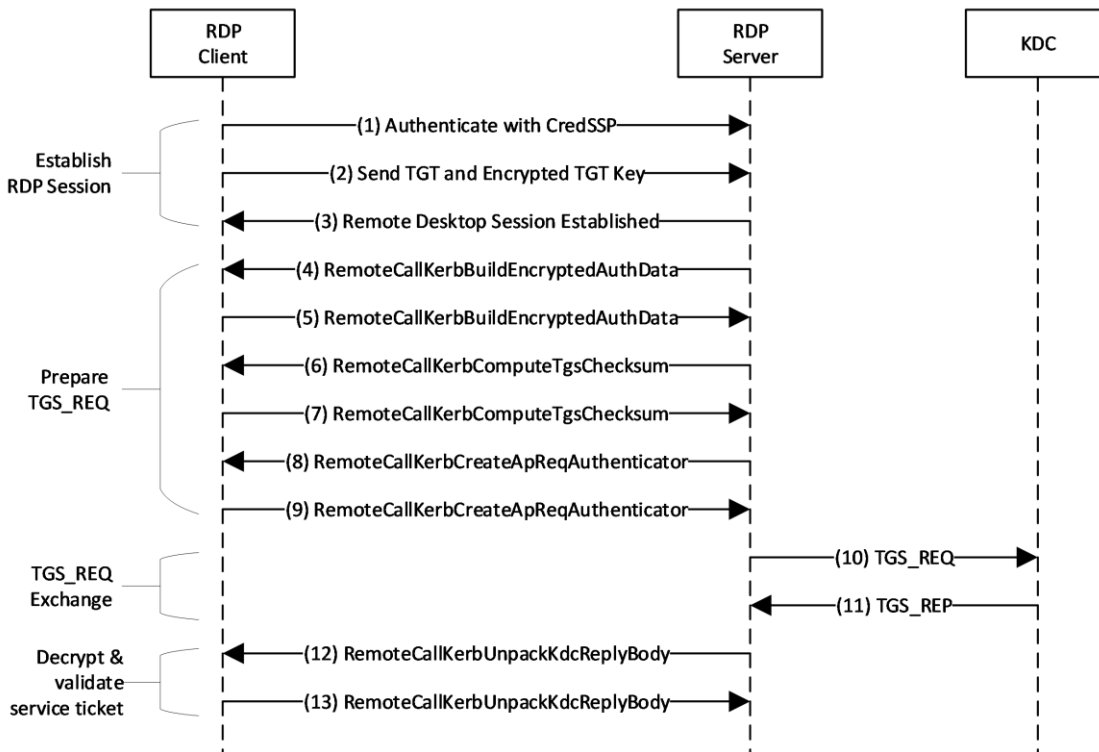 RDP
Client
RDP
Server
KDC
Establish
RDP Session
(1) Authenticate with CredSSP
(2) Send TGT and Encrypted TGT Key
(3) Remote Desktop Session Established
Prepare
TGS_REQ
(4) RemoteCallKerbBuildEncryptedAuthData
(5) RemoteCallKerbBuildEncryptedAuthData
(6) RemoteCallKerbComputeTgsChecksum
(7) RemoteCallKerbComputeTgsChecksum
(8) RemoteCallKerbCreateApReqAuthenticator
(9) RemoteCallKerbCreateApReqAuthenticator
TGS_REQ
Exchange
(10) TGS_REQ
(11) TGS_REP
Decrypt &
validate
service ticket
(12) RemoteCallKerbUnpackKdcReplyBody
(13) RemoteCallKerbUnpackKdcReplyBody